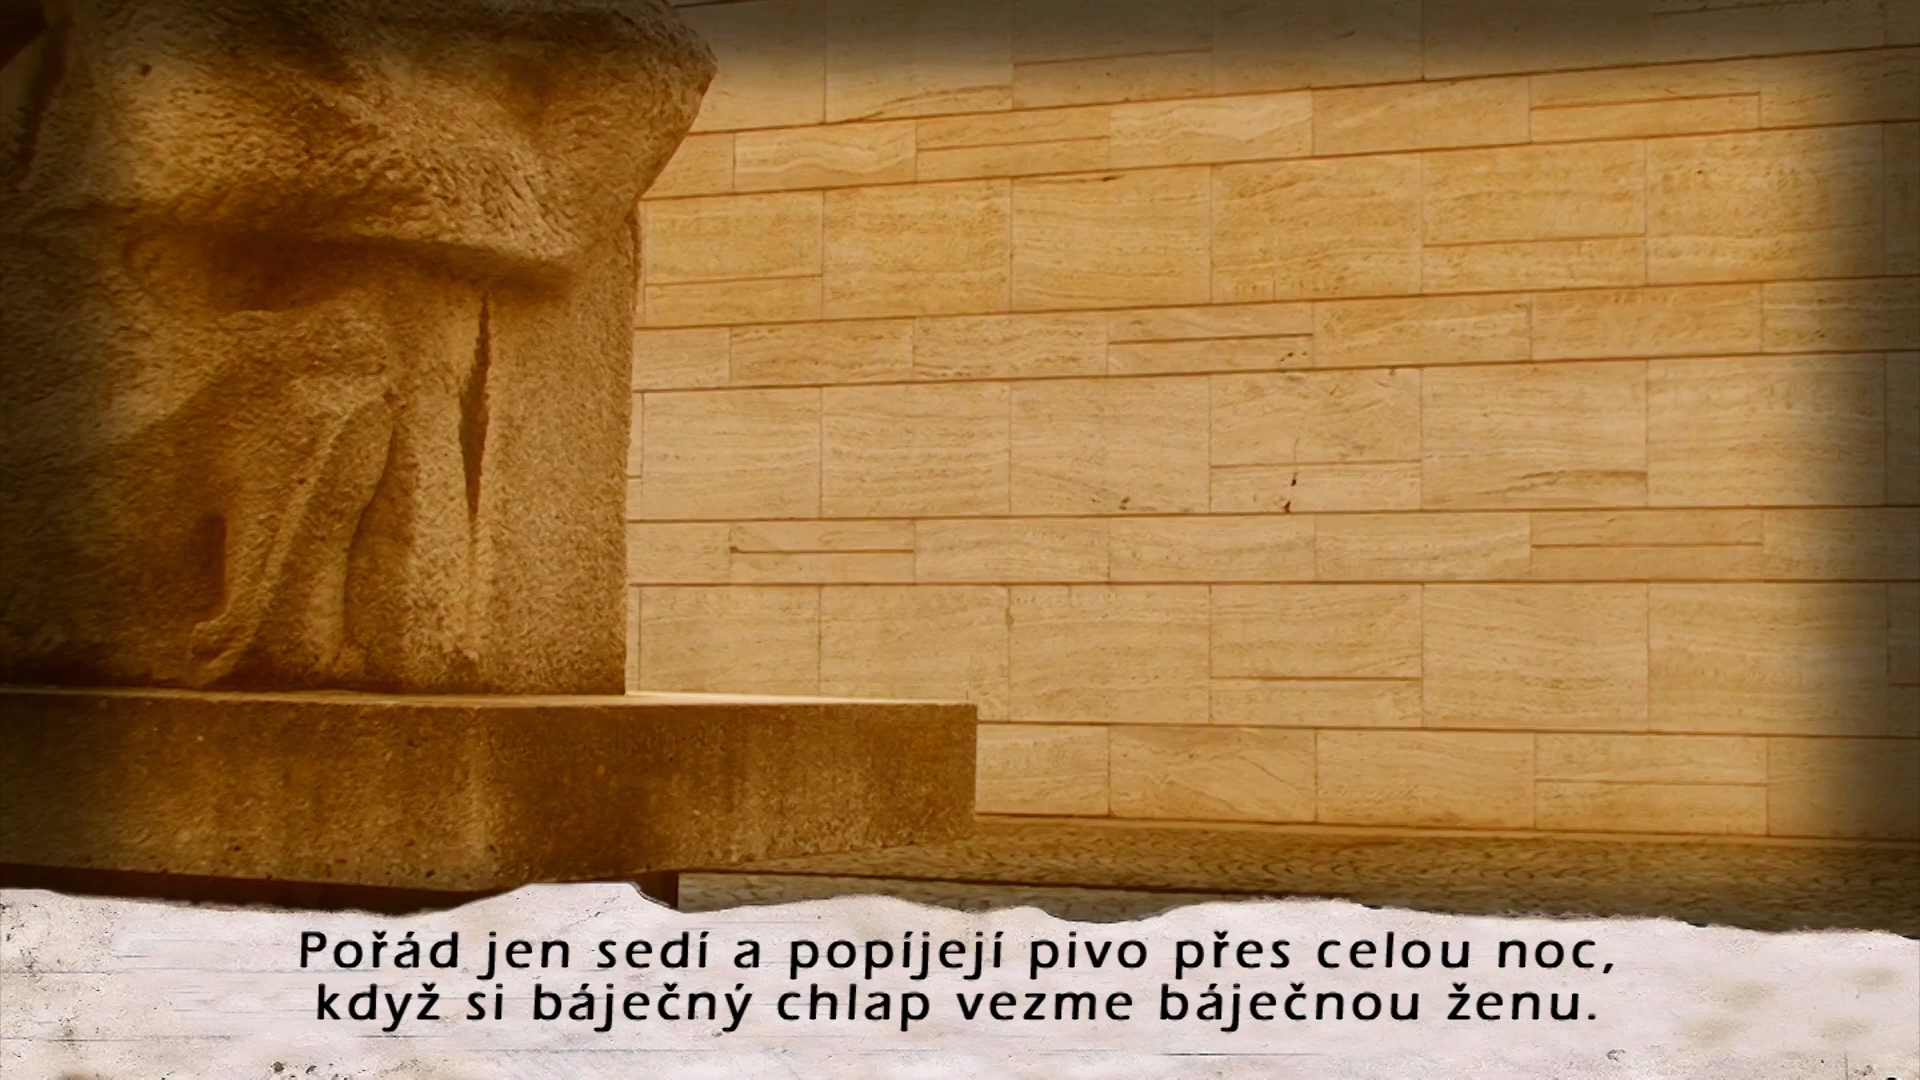 Pořád jen sedí a popíjejí pivo přes celou noc,
když si báječný chlap vezme báječnou ženu.